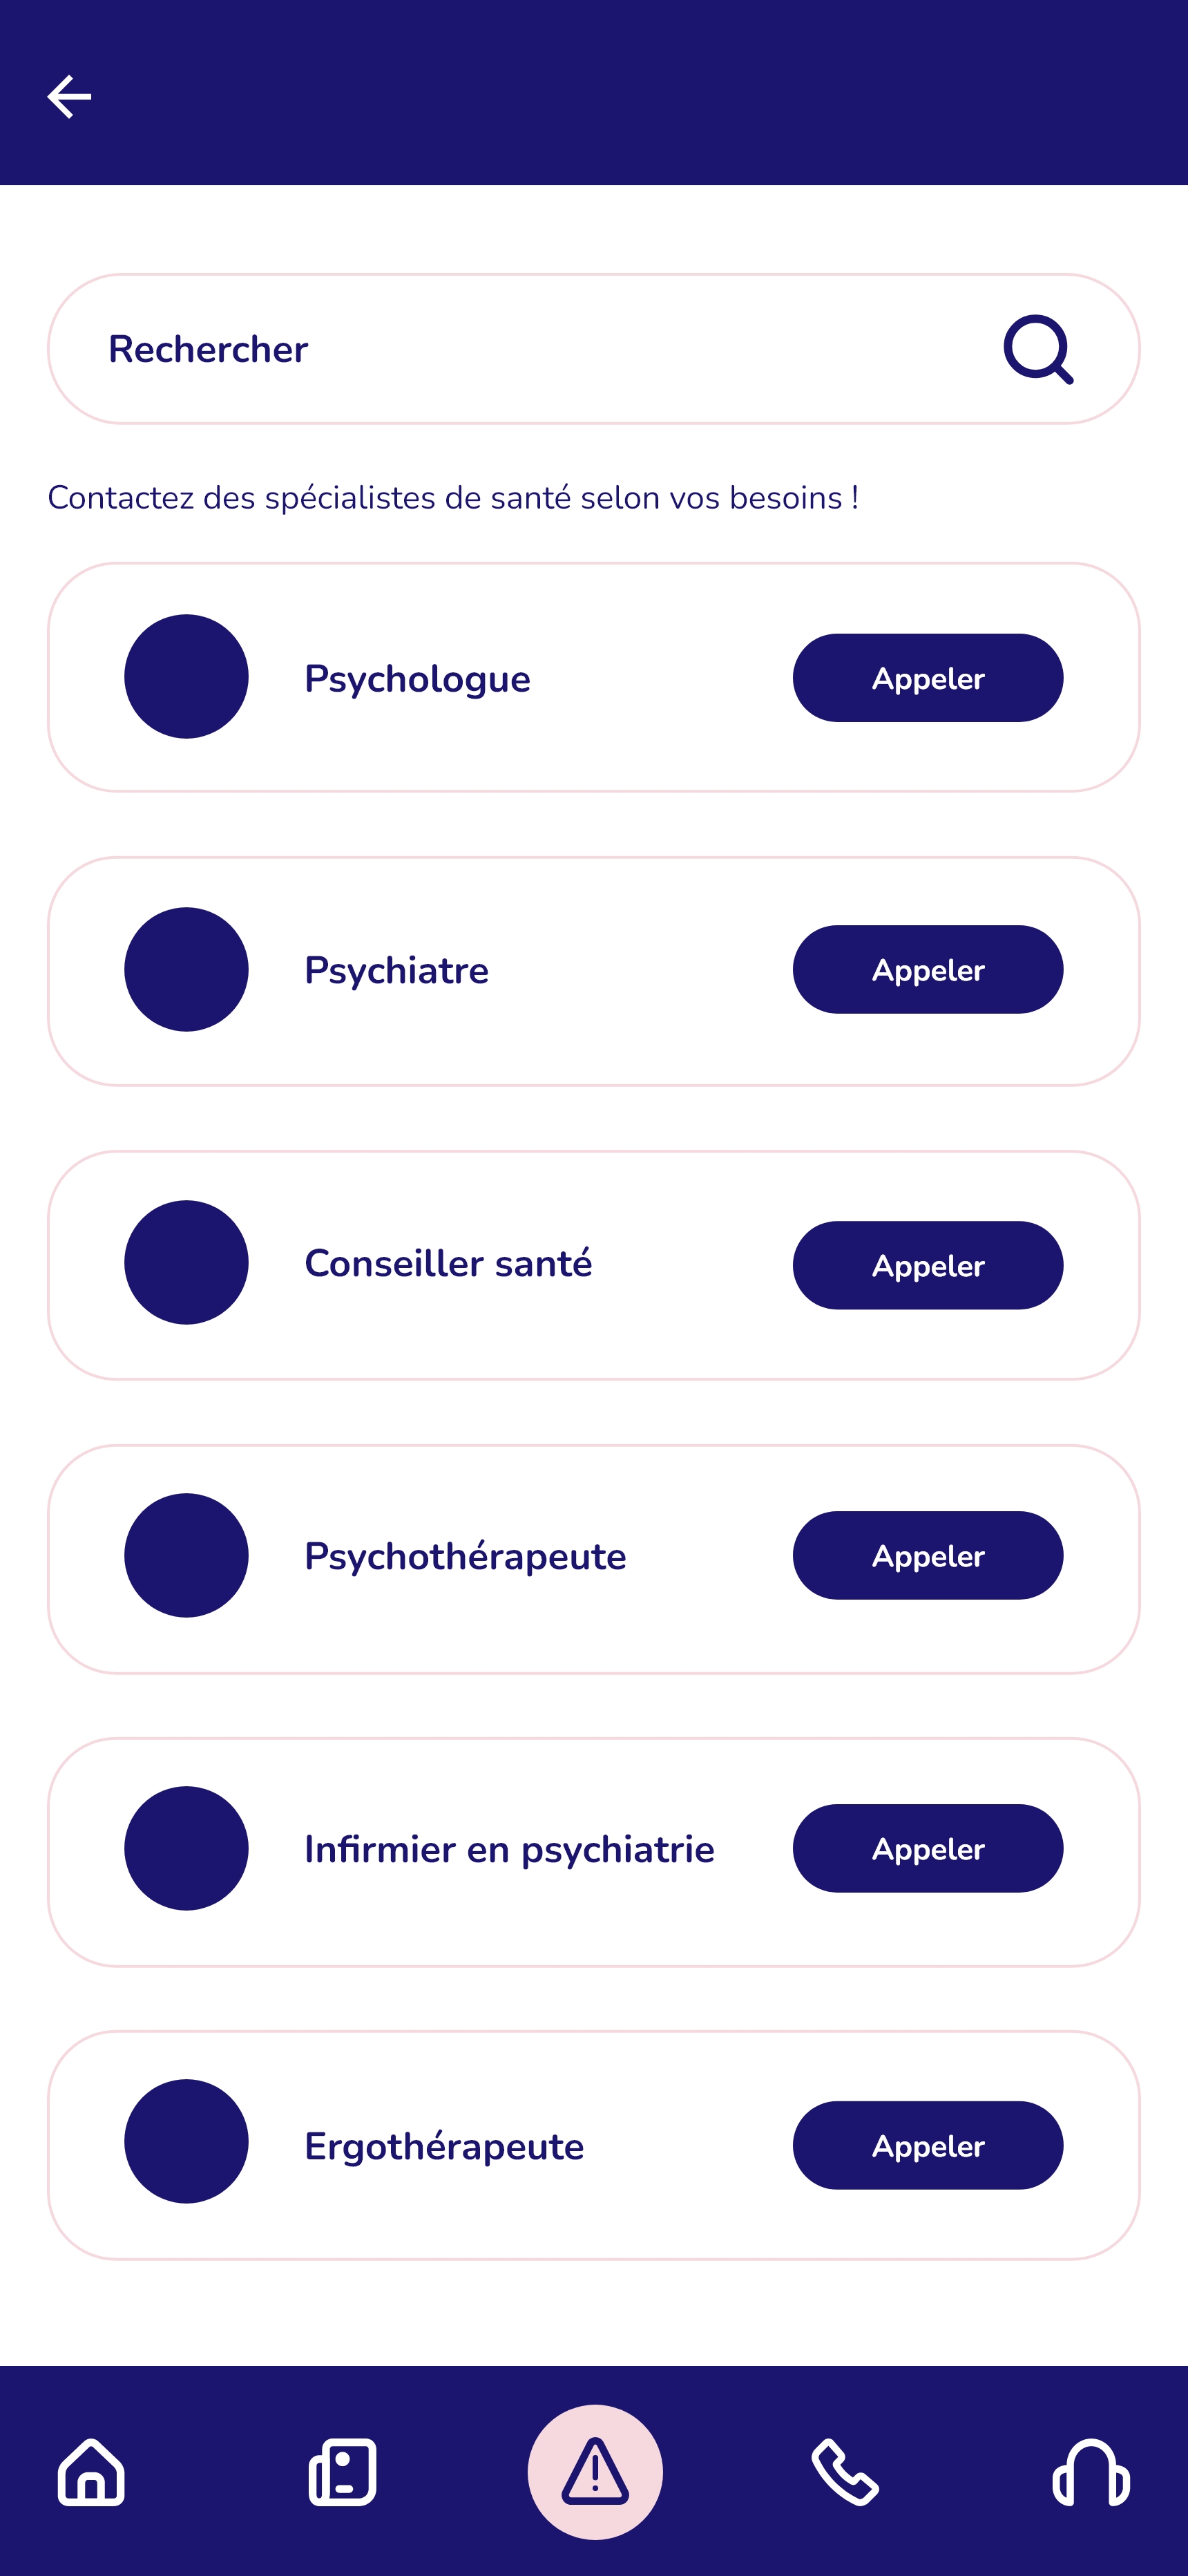 Rechercher
Contactez des spécialistes de santé selon vos besoins !
Psychologue
Appeler
Psychiatre
Appeler
Conseiller santé
Appeler
Psychothérapeute
Appeler
Infirmier en psychiatrie
Appeler
Ergothérapeute
Appeler